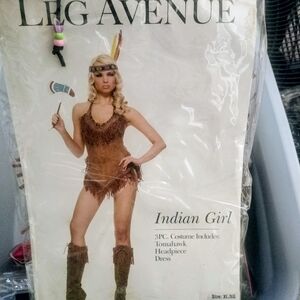 LEG AVENUE
Indian Girl
3PC. Costume Includes:
Tomahawk
Headpiece
Dress